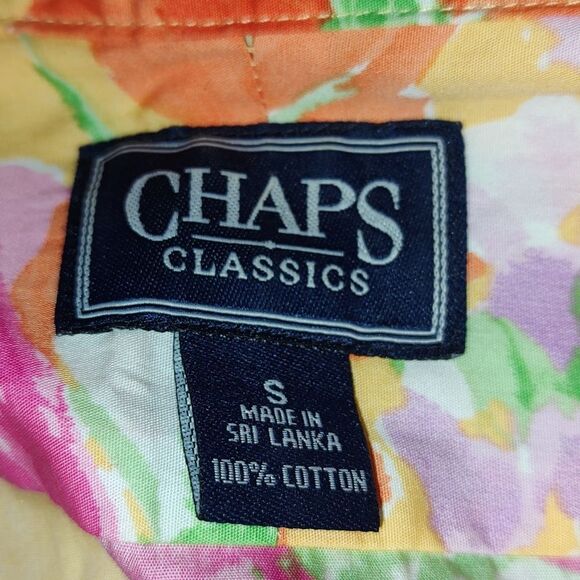 CHAPS
CLASSICS
S
MADE IN
SRI LANKA
100% COTTON